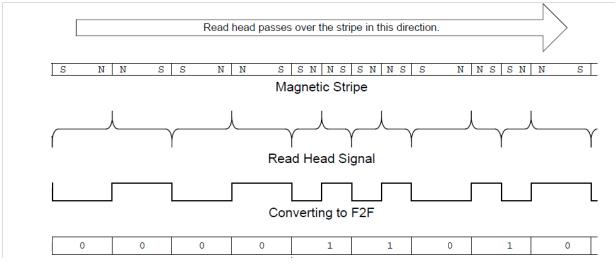 Read head passes over the stripe in this direction.
S N N S S N N S S N N S S N N S S N N S S N N S
Magnetic Stripe
Read Head Signal
Converting to F2F
0 0 0 0 1 1 0 1 0